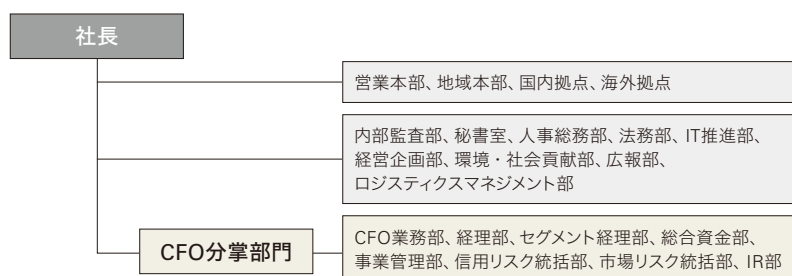 社長
営業本部、地域本部、国内拠点、海外拠点
内部監査部、秘書室、人事総務部、法務部、IT推進部、
経営企画部、環境・社会貢献部、広報部、
ロジスティクスマネジメント部
CFO分掌部門
CFO業務部、経理部、セグメント経理部、総合資金部、
事業管理部、信用リスク統括部、市場リスク統括部、IR部